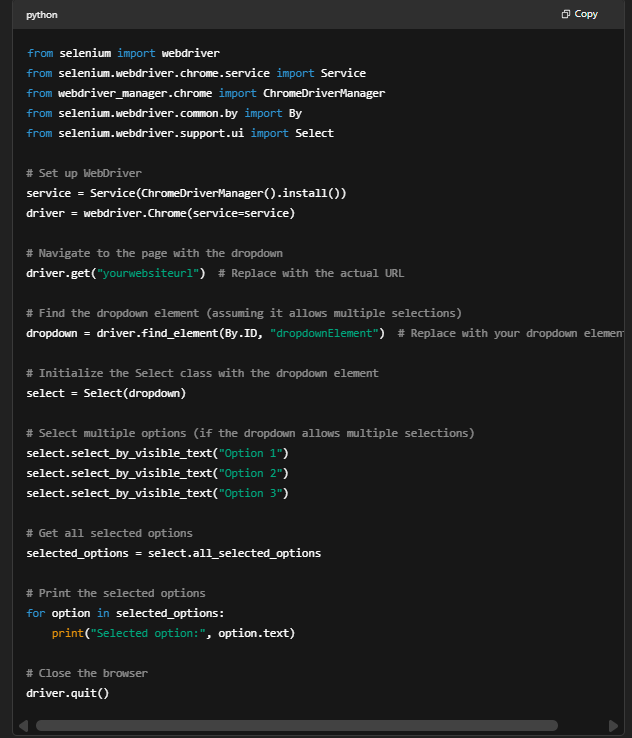 python
Copy
from selenium import webdriver
from selenium.webdriver.chrome.service import Service
from webdriver_manager.chrome import ChromeDriverManager
from selenium.webdriver.common.by import By
from selenium.webdriver.support.ui import Select
# Set up WebDriver
service = Service(ChromeDriverManager().install())
driver = webdriver.Chrome(service=service)
# Navigate to the page with the dropdown
driver.get("yourwebsiteurl")  # Replace with the actual URL
# Find the dropdown element (assuming it allows multiple selections)
dropdown = driver.find_element(By.ID, "dropdownElement")  # Replace with your dropdown elemen
# Initialize the Select class with the dropdown element
select = Select(dropdown)
# Select multiple options (if the dropdown allows multiple selections)
select.select_by_visible_text("Option 1")
select.select_by_visible_text("Option 2")
select.select_by_visible_text("Option 3")
# Get all selected options
selected_options = select.all_selected_options
# Print the selected options
for option in selected_options:
    print("Selected option:", option.text)
# Close the browser
driver.quit()